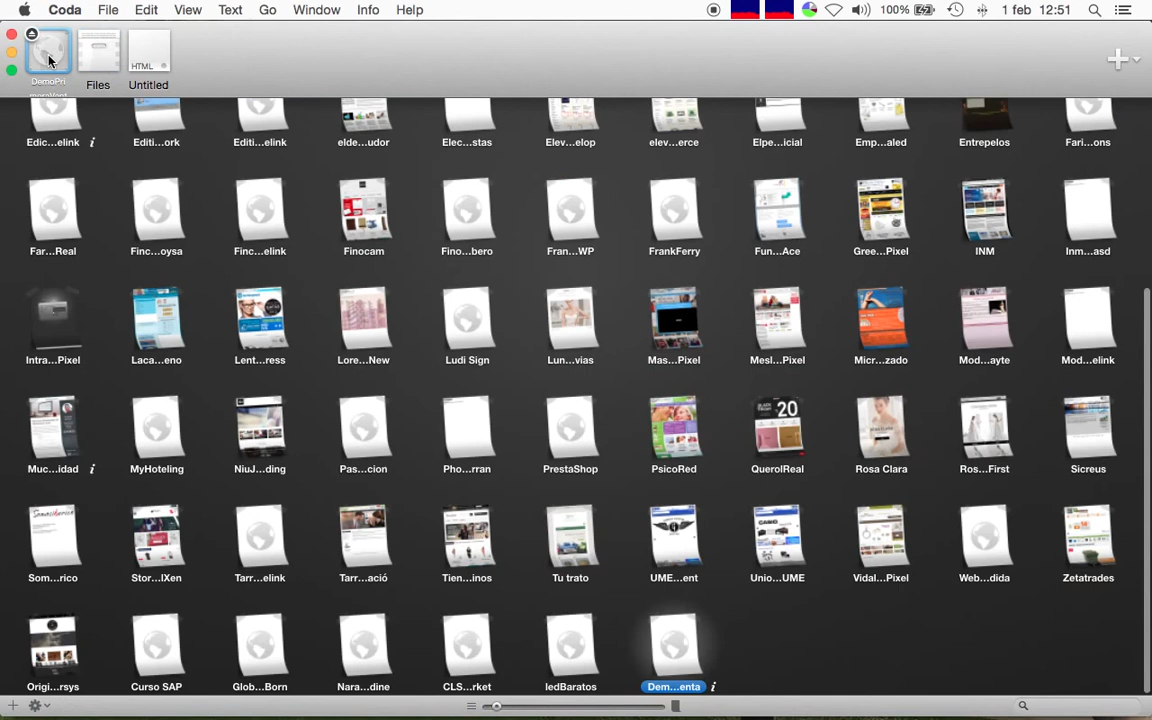 Coda File Edit View Text Go Window Info Help 100% 1 feb 12:51
HTML
DemoPri
Files Untitled
Edic...elink Editi...ork Editi...elink elde...udor Elec...stas Elev...elop elev...erce Elpe...icial Emp...aled Entrepelos Fari...ons
Far...Real Finc...oysa Finc...elink Finocam Fino...bero Fran...WP FrankFerry Fun...Ace Gree...Pixel INM Inm...asd
Intra...Pixel Laca...eno Lent...ress Lore...New Ludi Sign Lun...vias Mas...Pixel Mesl...Pixel Micr...zado Mod...ayte Mod...elink
BLACK
20
Muc...idad MyHoteling NiuJ...ding Pas...cion Pho...rran PrestaShop PsicoRed QuerolReal Rosa Clara Ros...First Sicreus
CASIO
Som...rico Stor...lXen Tarr...elink Tarr...ació Tien...inos Tu trato UME...ent Unio...UME Vidal...Pixel Web...dida Zetatrades
Origi...rsys Curso SAP Glob...Born Nara...dine CLS...rket ledBaratos Dem...enta